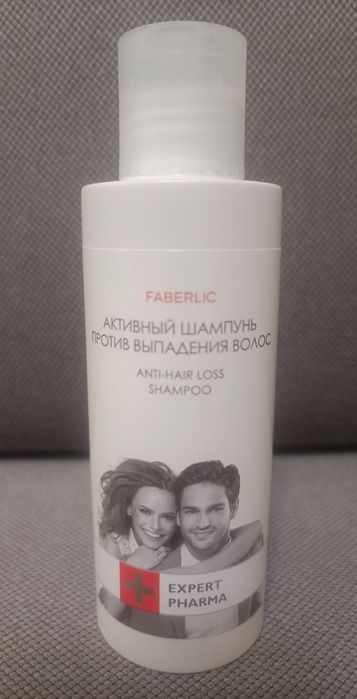 FABERLIC
АКТИВНЫЙ ШАМПУНЬ
ПРОТИВ ВЫПАДЕНИЯ ВОЛОС
ANTI-HAIR LOSS
SHAMPOO
EXPERT
PHARMA